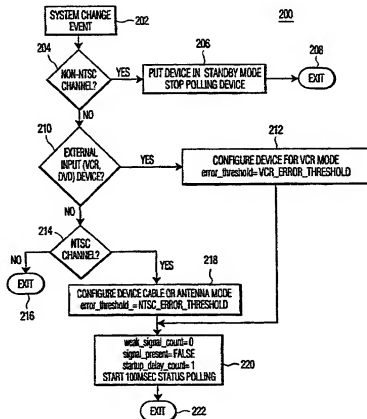 SYSTEM CHANGE
EVENT
202
200
204
NON-NTSC
CHANNEL?
YES
206
PUT DEVICE IN STANDBY MODE
STOP POLLING DEVICE
208
EXIT
NO
210
EXTERNAL
INPUT (VCR,
DVD) DEVICE?
YES
212
CONFIGURE DEVICE FOR VCR MODE
error_threshold= VCR_ERROR_THRESHOLD
NO
214
NTSC
CHANNEL?
NO
YES
EXIT
216
218
CONFIGURE DEVICE CABLE OR ANTENNA MODE
error_threshold_= NTSC_ERROR_THRESHOLD
weak_signal_count= 0
signal_present= FALSE
startup_delay_count= 1
START 100MSEC STATUS POLLING
220
EXIT
222